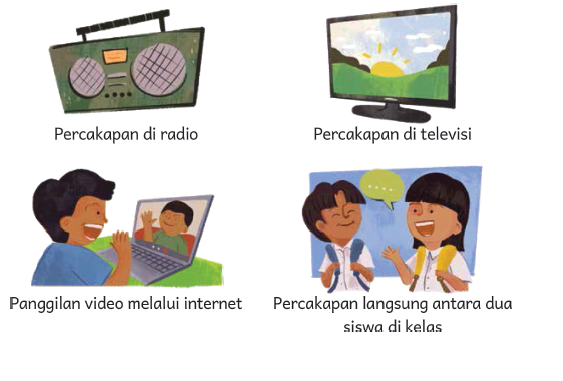 Percakapan di radio
Percakapan di televisi
Panggilan video melalui internet
Percakapan langsung antara dua
siswa di kelas